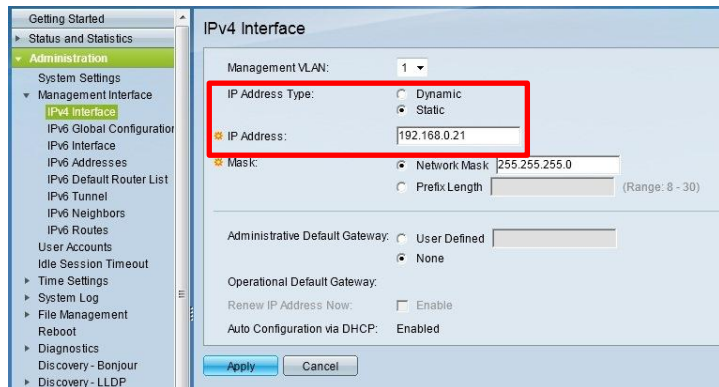 Getting Started
Status and Statistics
Administration
System Settings
Management Interface
IPv4 Interface
IPv6 Global Configuration
IPv6 Interface
IPv6 Addresses
IPv6 Default Router List
IPv6 Tunnel
IPv6 Neighbors
IPv6 Routes
User Accounts
Idle Session Timeout
Time Settings
System Log
File Management
Reboot
Diagnostics
Discovery - Bonjour
Discovery - LLDP
IPv4 Interface
Management VLAN: 1
IP Address Type: Dynamic
Static
IP Address: 192.168.0.21
Mask: Network Mask 255.255.255.0
Prefix Length (Range: 8 - 30)
Administrative Default Gateway: User Defined
None
Operational Default Gateway:
Renew IP Address Now: Enable
Auto Configuration via DHCP: Enabled
Apply Cancel